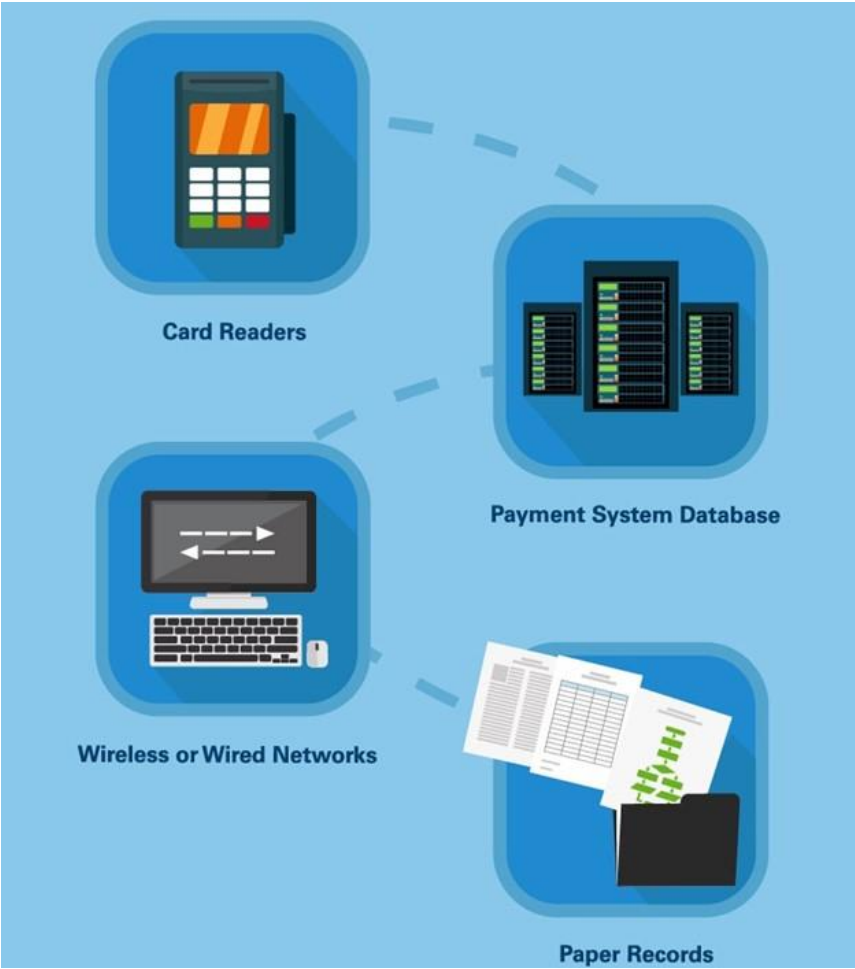 Card Readers
Payment System Database
Wireless or Wired Networks
Paper Records